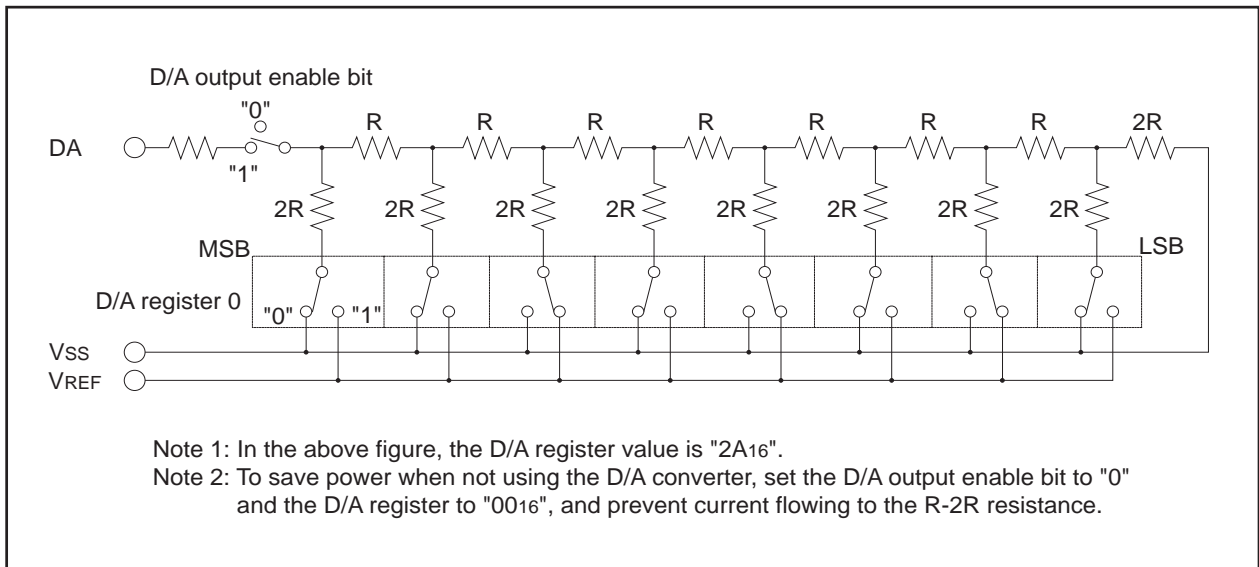 D/A output enable bit
"0"
R R R R R R R 2R
DA
"1"
2R 2R 2R 2R 2R 2R 2R 2R
MSB
LSB
D/A register 0
"0" "1"
VSS
VREF
Note 1: In the above figure, the D/A register value is "2A16".
Note 2: To save power when not using the D/A converter, set the D/A output enable bit to "0"
and the D/A register to "0016", and prevent current flowing to the R-2R resistance.